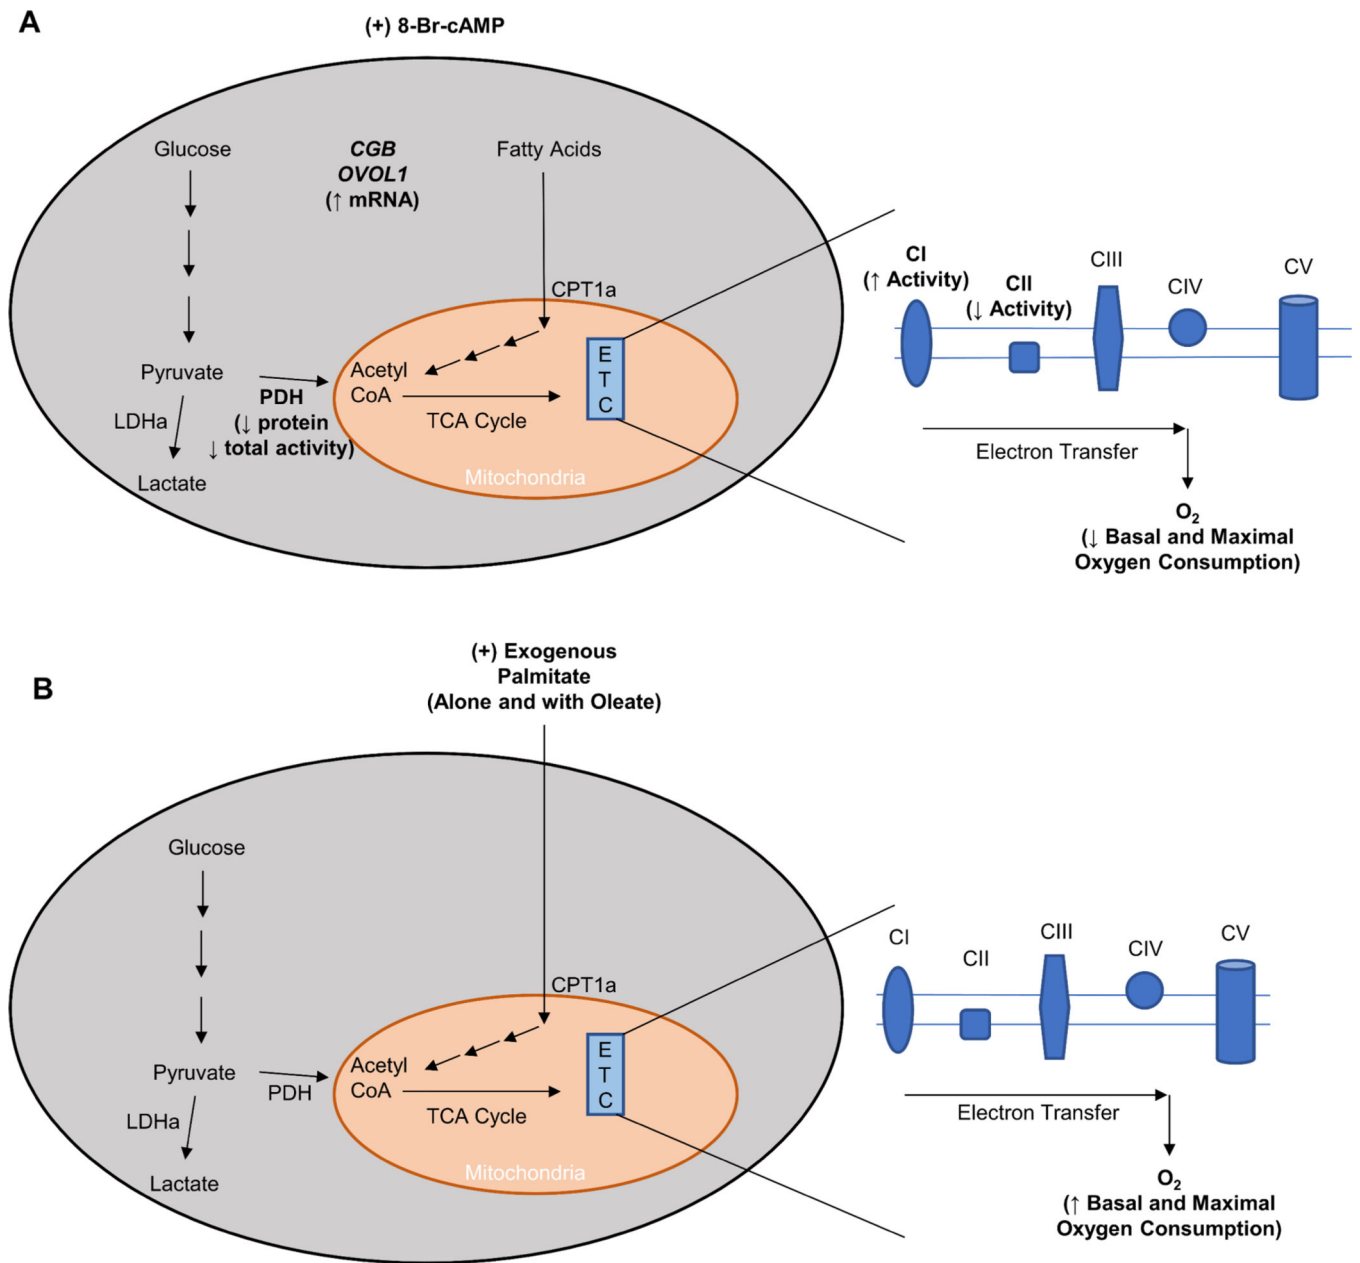 A
(+) 8-Br-cAMP
Glucose
CGB
OVOL1
(↑ mRNA)
Fatty Acids
CPT1a
Pyruvate
LDHa
Lactate
PDH
(↓ protein
↓ total activity)
Acetyl
CoA
TCA Cycle
E
T
C
Mitochondria
CI
(↑ Activity)
CII
(↓ Activity)
CIII
CIV
CV
Electron Transfer
O₂
(↓ Basal and Maximal
Oxygen Consumption)
B
(+) Exogenous
Palmitate
(Alone and with Oleate)
Glucose
CPT1a
Pyruvate
LDHa
Lactate
PDH
Acetyl
CoA
TCA Cycle
E
T
C
Mitochondria
CI
CII
CIII
CIV
CV
Electron Transfer
O₂
(↑ Basal and Maximal
Oxygen Consumption)